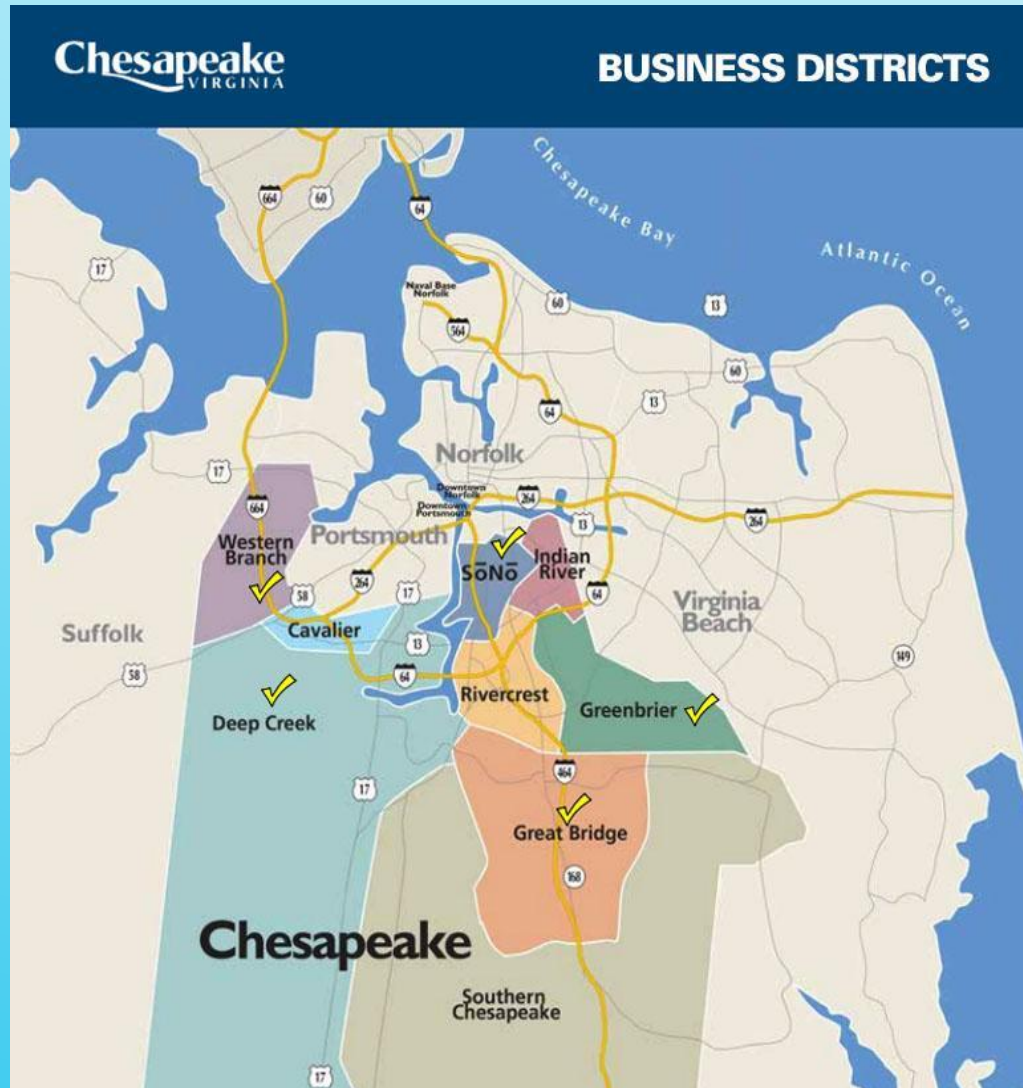 Chesapeake
VIRGINIA
BUSINESS DISTRICTS
Chesapeake Bay
Atlantic Ocean
664
60
64
17
Naval Base
Norfolk
60
13
564
60
64
13
Norfolk
17
Downtown
Norfolk
264
664
Downtown
Portsmouth
13
264
Portsmouth
Western
Branch
SōNō
Indian
River
264
58
17
64
Virginia
Beach
Cavalier
Suffolk
13
149
58
64
Rivercrest
Greenbrier
Deep Creek
464
17
Great Bridge
168
Chesapeake
Southern
Chesapeake
17